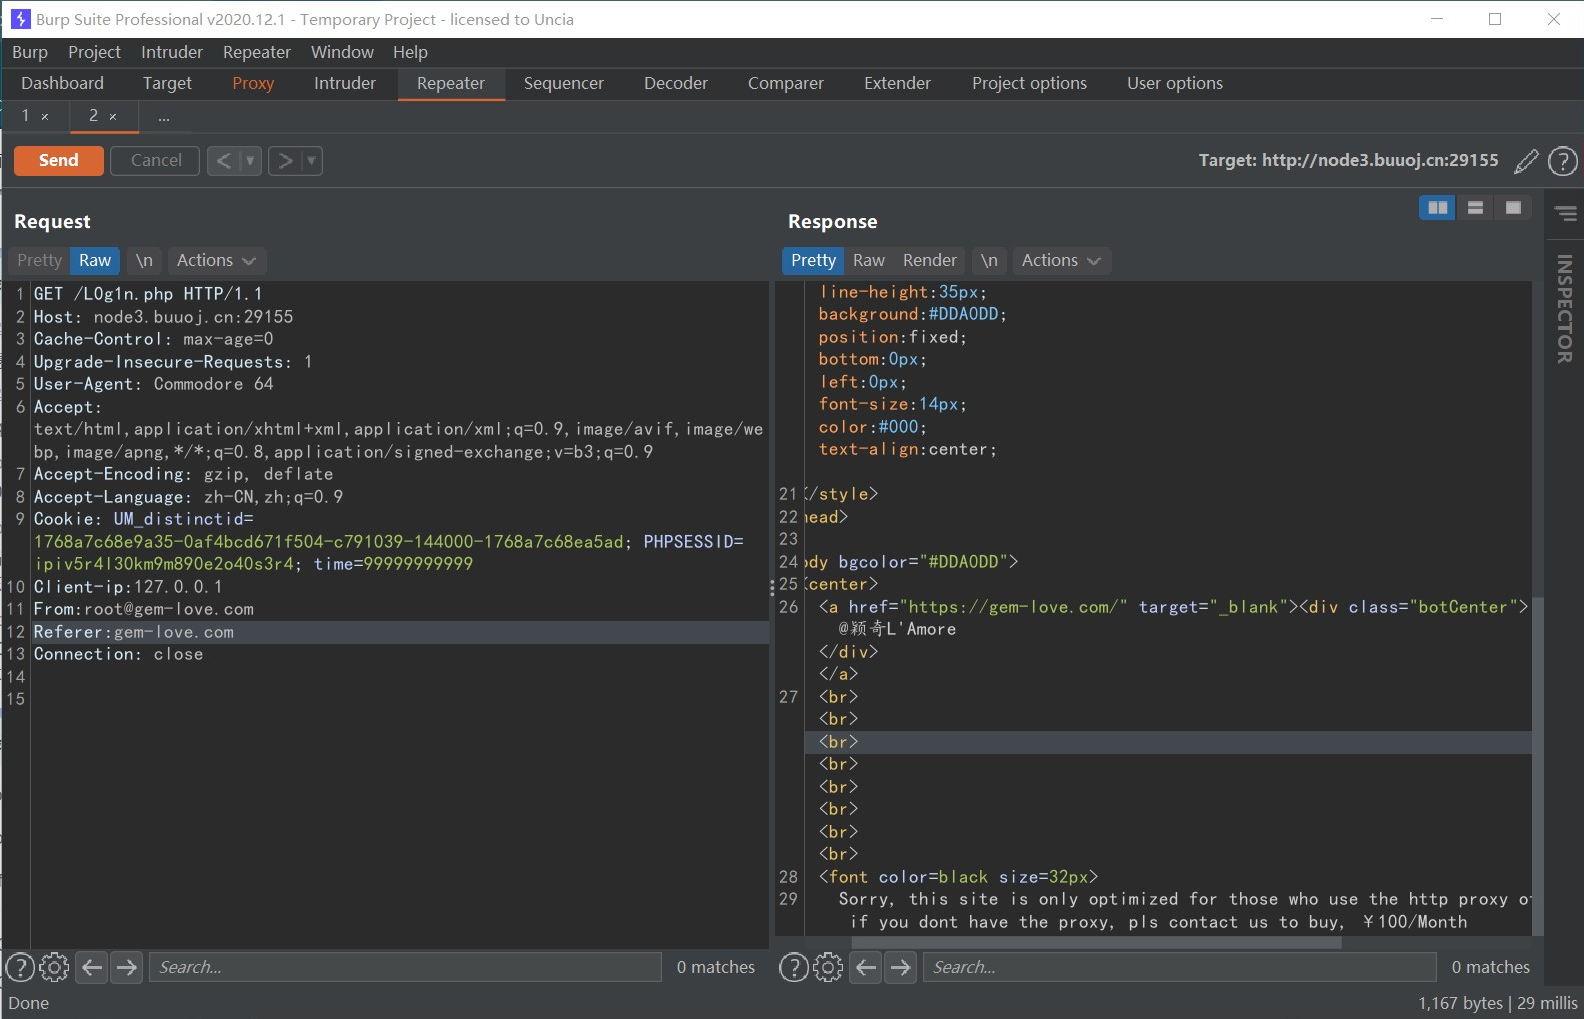 Burp Suite Professional v2020.12.1 - Temporary Project - licensed to Uncia
Burp Project Intruder Repeater Window Help
Dashboard Target Proxy Intruder Repeater Sequencer Decoder Comparer Extender Project options User options
1 × 2 × ...
Send Cancel < > Target: http://node3.buuoj.cn:29155
Request
Pretty Raw \n Actions
1 GET /L0g1n.php HTTP/1.1
2 Host: node3.buuoj.cn:29155
3 Cache-Control: max-age=0
4 Upgrade-Insecure-Requests: 1
5 User-Agent: Commodore 64
6 Accept:
text/html,application/xhtml+xml,application/xml;q=0.9,image/avif,image/we
bp,image/apng,*/*;q=0.8,application/signed-exchange;v=b3;q=0.9
7 Accept-Encoding: gzip, deflate
8 Accept-Language: zh-CN,zh;q=0.9
9 Cookie: UM_distinctid=
1768a7c68e9a35-0af4bcd671f504-c791039-144000-1768a7c68ea5ad; PHPSESSID=
ipiv5r4l30km9m890e2o40s3r4; time=99999999999
10 Client-ip:127.0.0.1
11 From:root@gem-love.com
12 Referer:gem-love.com
13 Connection: close
14
15
Search... 0 matches
Response
Pretty Raw Render \n Actions
line-height:35px;
background:#DDA0DD;
position:fixed;
bottom:0px;
left:0px;
font-size:14px;
color:#000;
text-align:center;
21 </style>
22 head>
23
24 ody bgcolor="#DDA0DD">
25 <center>
26 <a href="https://gem-love.com/" target="_blank"><div class="botCenter">
@颖奇L'Amore
</div>
</a>
27 <br>
<br>
<br>
<br>
<br>
<br>
<br>
<br>
28 <font color=black size=32px>
29 Sorry, this site is only optimized for those who use the http proxy o
if you dont have the proxy, pls contact us to buy, ￥100/Month
Search... 0 matches
INSPECTOR
Done 1,167 bytes | 29 millis